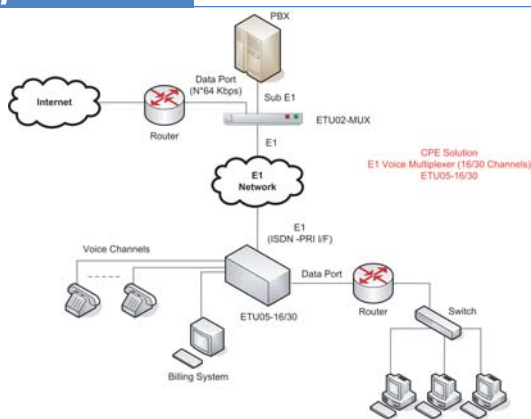 PBX
Data Port
(N*64 Kbps)
Internet
Sub E1
Router
ETU02-MUX
E1
CPE Solution
E1 Voice Multiplexer (16/30 Channels)
ETU05-16/30
E1
Network
E1
(ISDN -PRI I/F)
Voice Channels
Data Port
Router
Switch
ETU05-16/30
Billing System